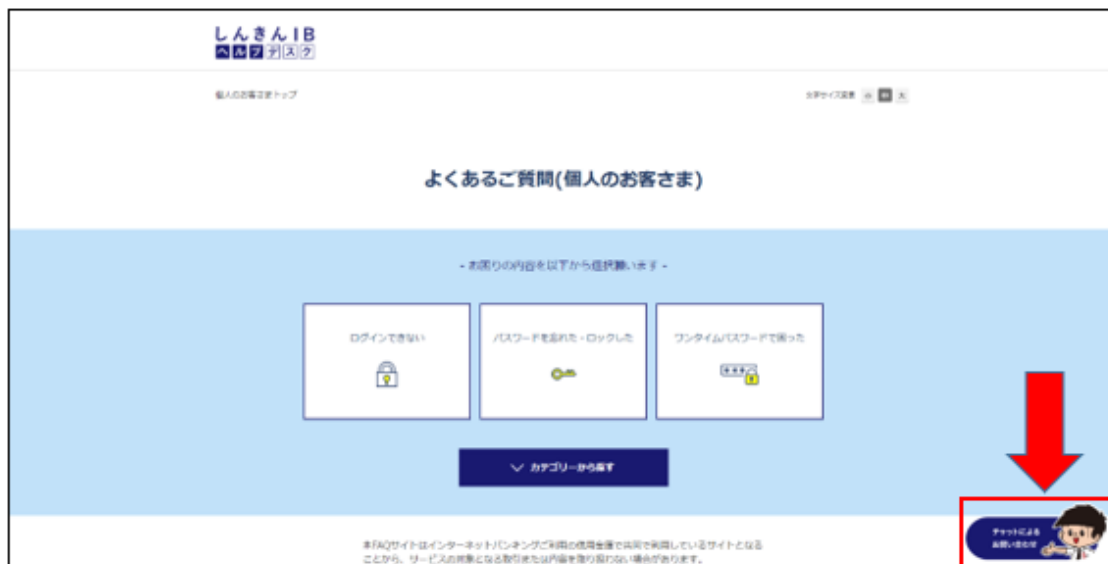 しんきんIB
ヘルプデスク
個人のお客さまトップ
文字サイズ変更 小 中 大
よくあるご質問(個人のお客さま)
- お困りの内容を以下から選択願います -
ログインできない
パスワードを忘れた・ロックした
ワンタイムパスワードで困った
カテゴリーから探す
チャットによる
お問い合わせ
本FAQサイトはインターネットバンキングご利用の信用金庫で共同で利用しているサイトとなる
ことから、サービスの対象となる取引または内容を取り扱わない場合があります。